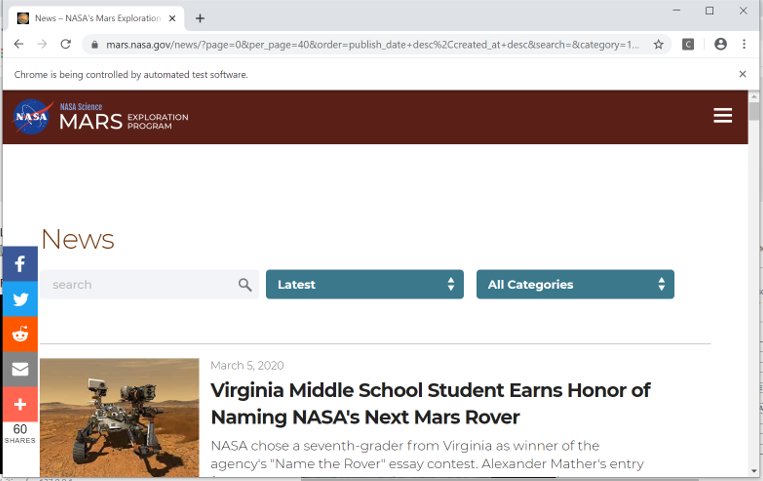 News – NASA's Mars Exploration
mars.nasa.gov/news/?page=0&per_page=40&order=publish_date+desc%2Ccreated_at+desc&search=&category=1...
Chrome is being controlled by automated test software.
NASA
NASA Science
MARS EXPLORATION
PROGRAM
News
search
Latest
All Categories
60
SHARES
March 5, 2020
Virginia Middle School Student Earns Honor of
Naming NASA's Next Mars Rover
NASA chose a seventh-grader from Virginia as winner of the
agency's "Name the Rover" essay contest. Alexander Mather's entry